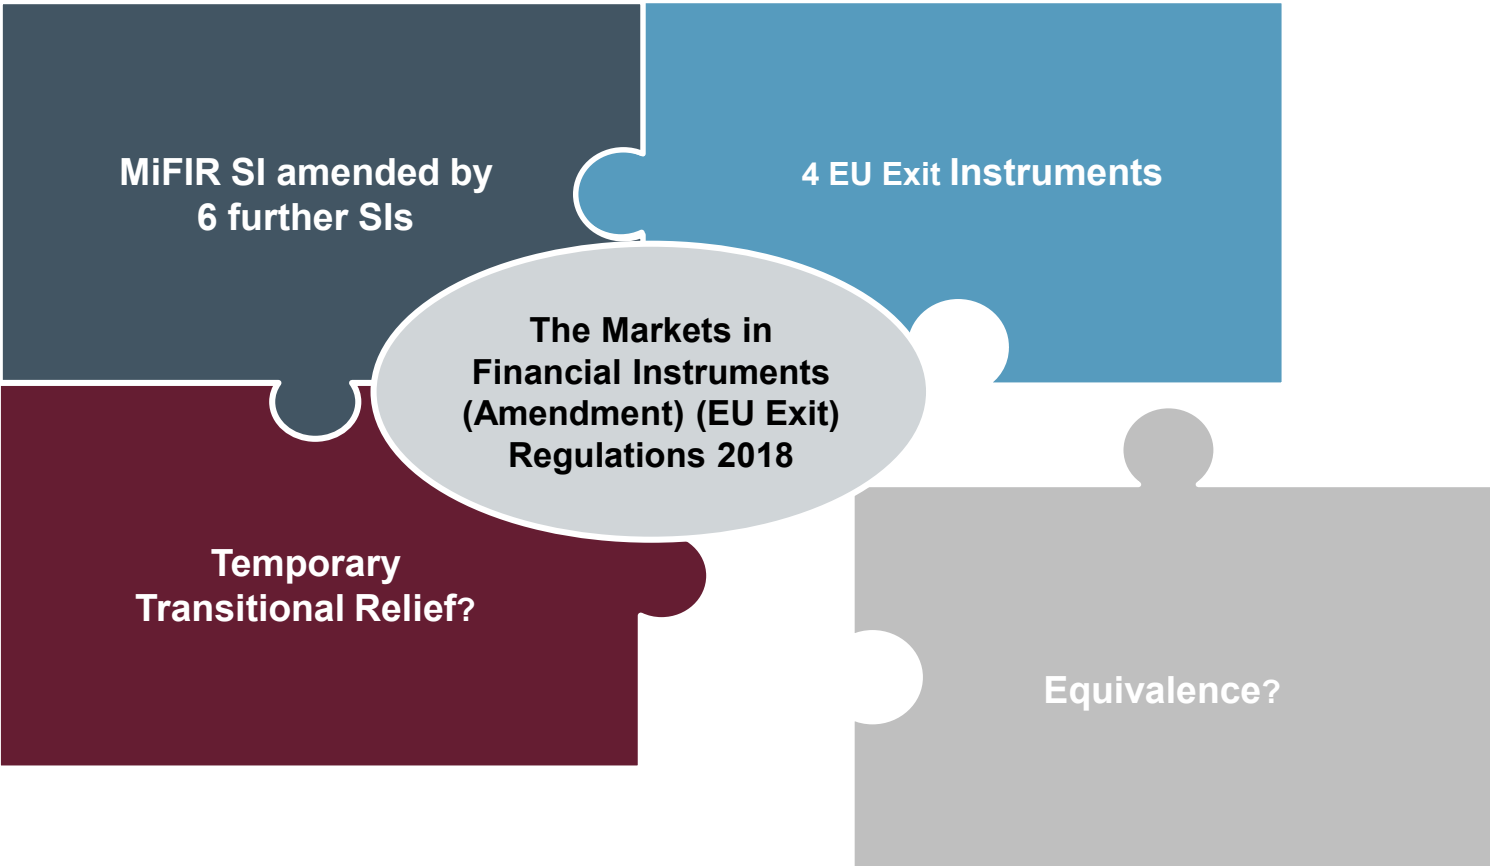 MiFIR SI amended by
6 further SIs
4 EU Exit Instruments
The Markets in
Financial Instruments
(Amendment) (EU Exit)
Regulations 2018
Temporary
Transitional Relief?
Equivalence?